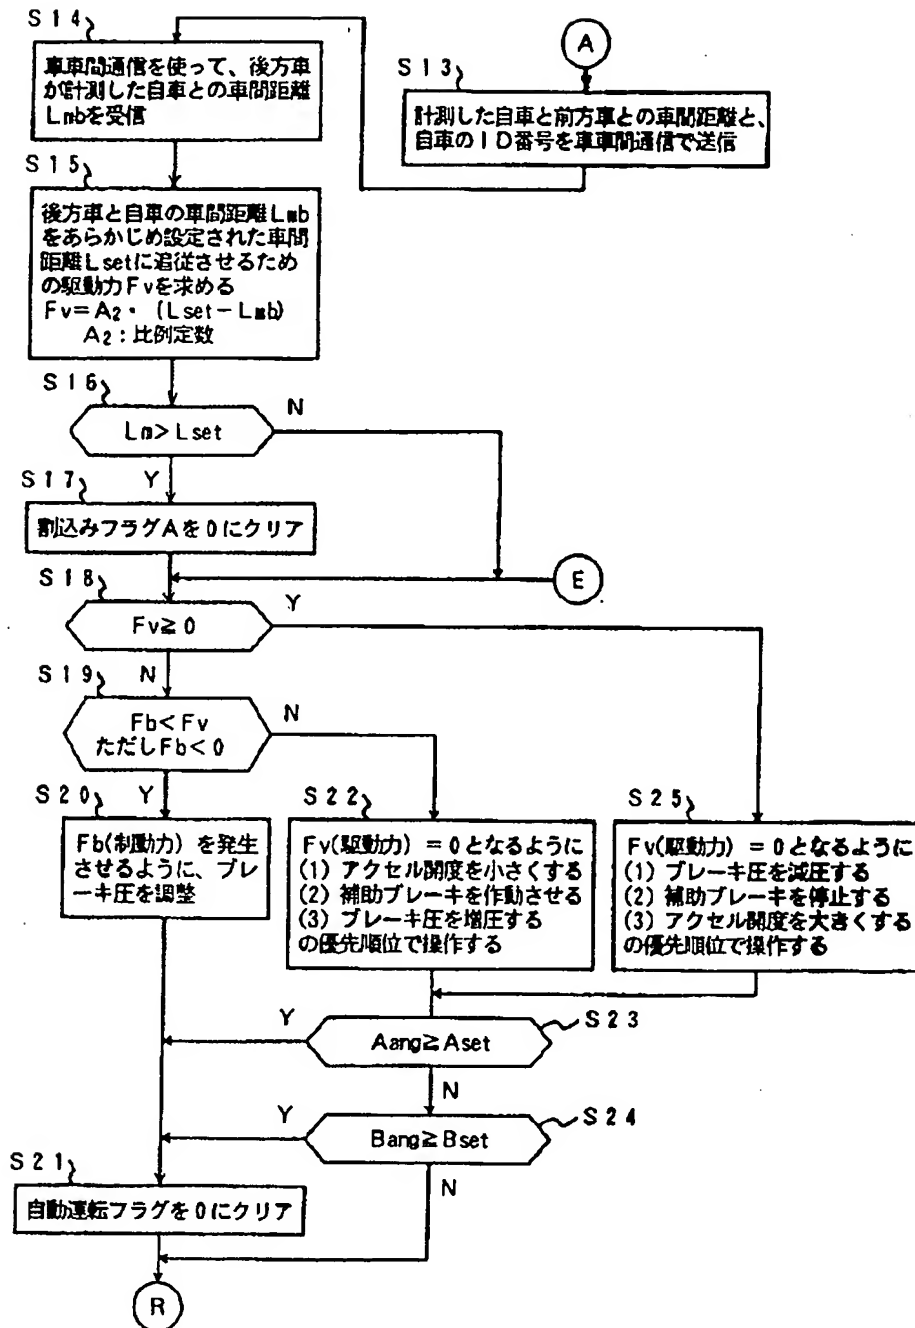 A
S13
計測した自車と前方車との車間距離と、
自車のID番号を車車間通信で送信
S14
車車間通信を使って、後方車
が計測した自車との車間距離
Lmbを受信
S15
後方車と自車の車間距離Lmb
をあらかじめ設定された車間
距離Lsetに追従させるため
の駆動力Fvを求める
Fv=A2・(Lset-Lmb)
A2:比例定数
S16
Lm>Lset
N
Y
S17
割込みフラグAを0にクリア
E
S18
Fv≧0
Y
N
S19
Fb<Fv
ただしFb<0
N
Y
S20
Fb(制動力)を発生
させるように、ブレ
ーキ圧を調整
S22
Fv(駆動力)=0となるように
(1) アクセル開度を小さくする
(2) 補助ブレーキを作動させる
(3) ブレーキ圧を増圧する
の優先順位で操作する
S25
Fv(駆動力)=0となるように
(1) ブレーキ圧を減圧する
(2) 補助ブレーキを停止する
(3) アクセル開度を大きくする
の優先順位で操作する
S23
Aang≧Aset
Y
N
S24
Bang≧Bset
Y
N
S21
自動運転フラグを0にクリア
R